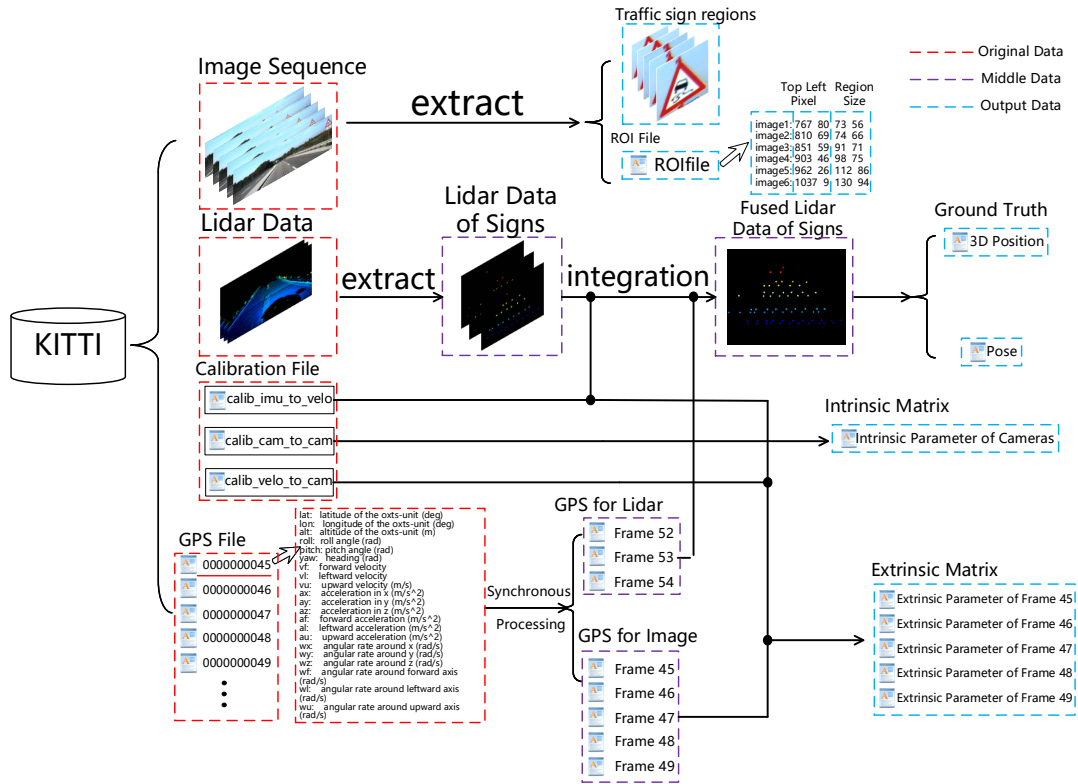 Traffic sign regions
Original Data
Middle Data
Output Data
Image Sequence
extract
Top Left Region
Pixel Size
image1: 767 80 73 56
image2: 810 69 74 66
image3: 851 59 91 71
image4: 903 46 98 75
image5: 962 26 112 86
image6: 1037 9 130 94
ROI File
ROIfile
KITTI
Lidar Data
extract
Lidar Data
of Signs
integration
Fused Lidar
Data of Signs
Ground Truth
3D Position
Pose
Calibration File
calib_imu_to_velo
calib_cam_to_cam
calib_velo_to_cam
Intrinsic Matrix
Intrinsic Parameter of Cameras
GPS File
0000000045
0000000046
0000000047
0000000048
0000000049
lat: latitude of the oxts-unit (deg)
lon: longitude of the oxts-unit (deg)
alt: altitude of the oxts-unit (m)
roll: roll angle (rad)
pitch: pitch angle (rad)
yaw: heading (rad)
vf: forward velocity
vl: leftward velocity
vu: upward velocity (m/s)
ax: acceleration in x (m/s^2)
ay: acceleration in y (m/s^2)
az: acceleration in z (m/s^2)
af: forward acceleration (m/s^2)
al: leftward acceleration (m/s^2)
au: upward acceleration (m/s^2)
wx: angular rate around x (rad/s)
wy: angular rate around y (rad/s)
wz: angular rate around z (rad/s)
wf: angular rate around forward axis
(rad/s)
wl: angular rate around leftward axis
(rad/s)
wu: angular rate around upward axis
(rad/s)
Synchronous
Processing
GPS for Lidar
Frame 52
Frame 53
Frame 54
GPS for Image
Frame 45
Frame 46
Frame 47
Frame 48
Frame 49
Extrinsic Matrix
Extrinsic Parameter of Frame 45
Extrinsic Parameter of Frame 46
Extrinsic Parameter of Frame 47
Extrinsic Parameter of Frame 48
Extrinsic Parameter of Frame 49